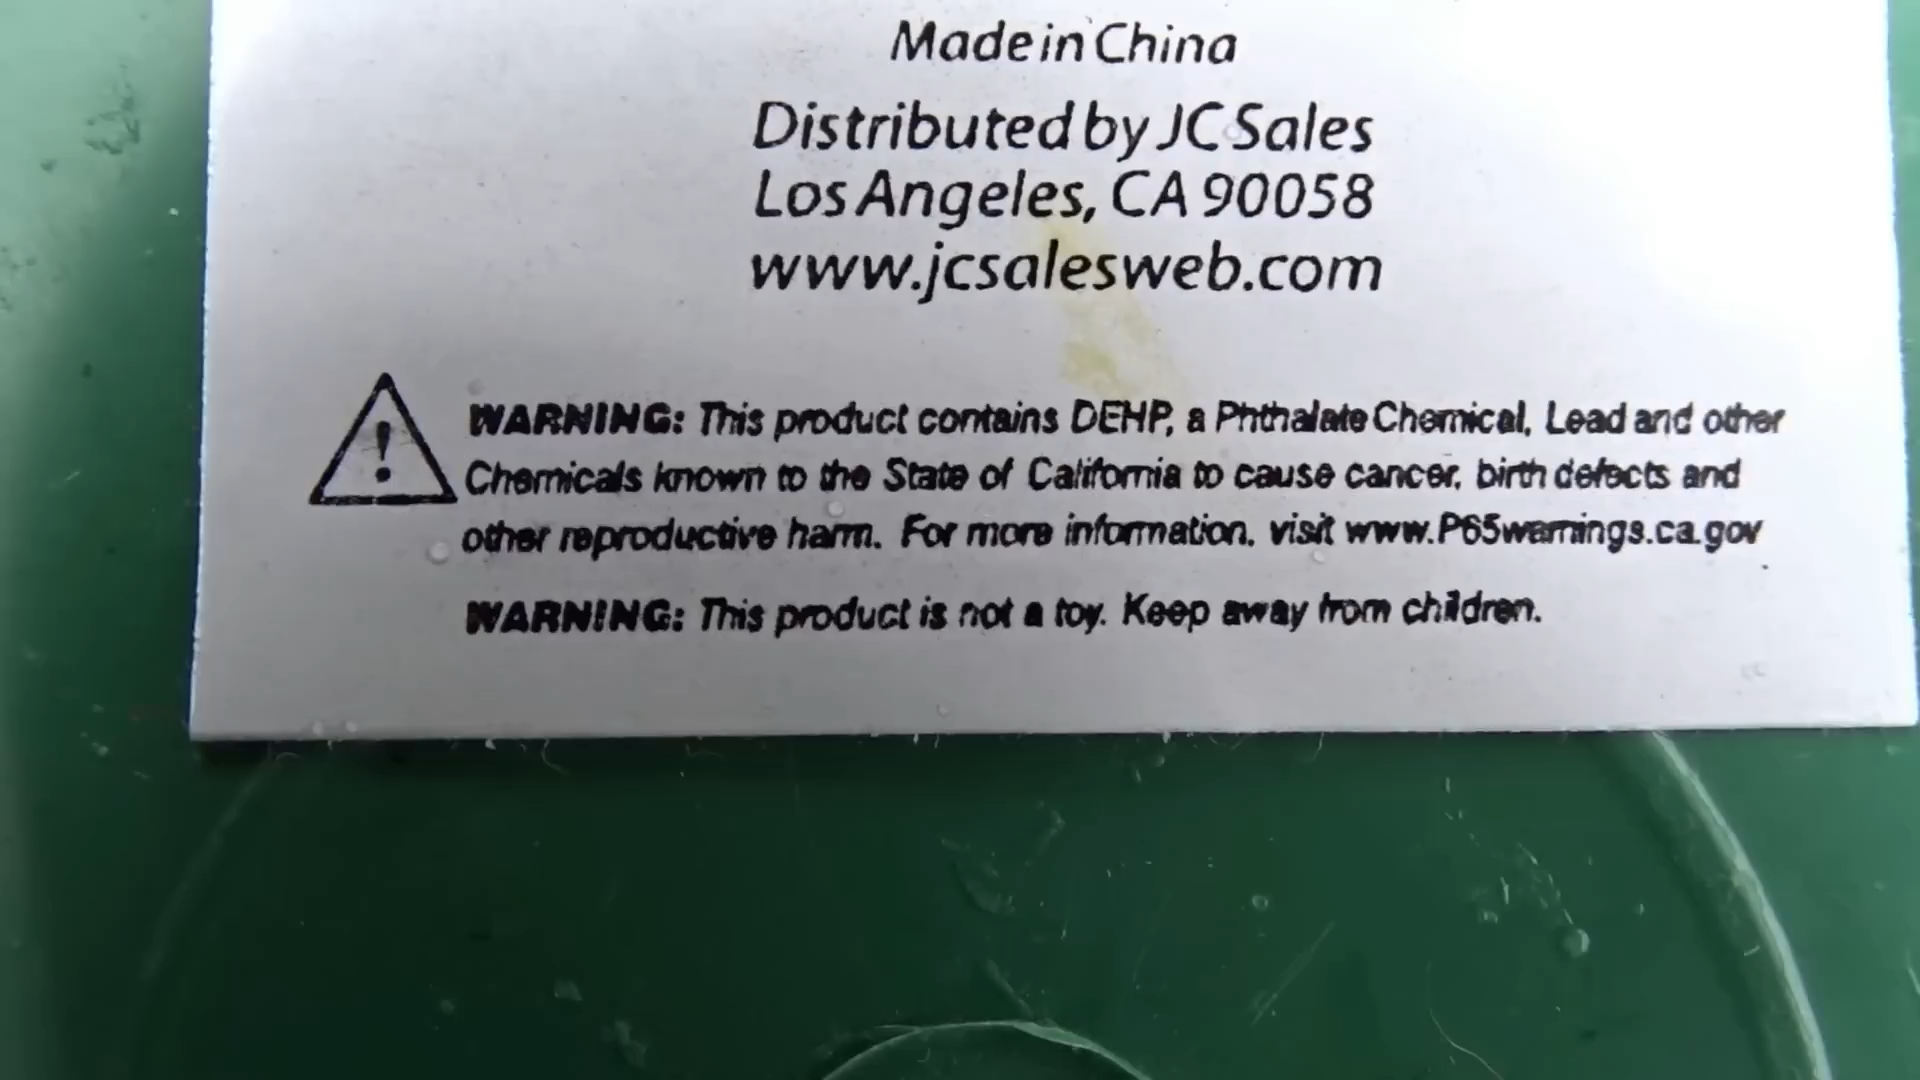 Made in China
Distributed by JC Sales
Los Angeles, CA 90058
www.jcsalesweb.com
WARNING: This product contains DEHP, a Phthalate Chemical, Lead and other
Chemicals known to the State of California to cause cancer, birth defects and
other reproductive harm. For more information, visit www.P65warnings.ca.gov
WARNING: This product is not a toy. Keep away from children.